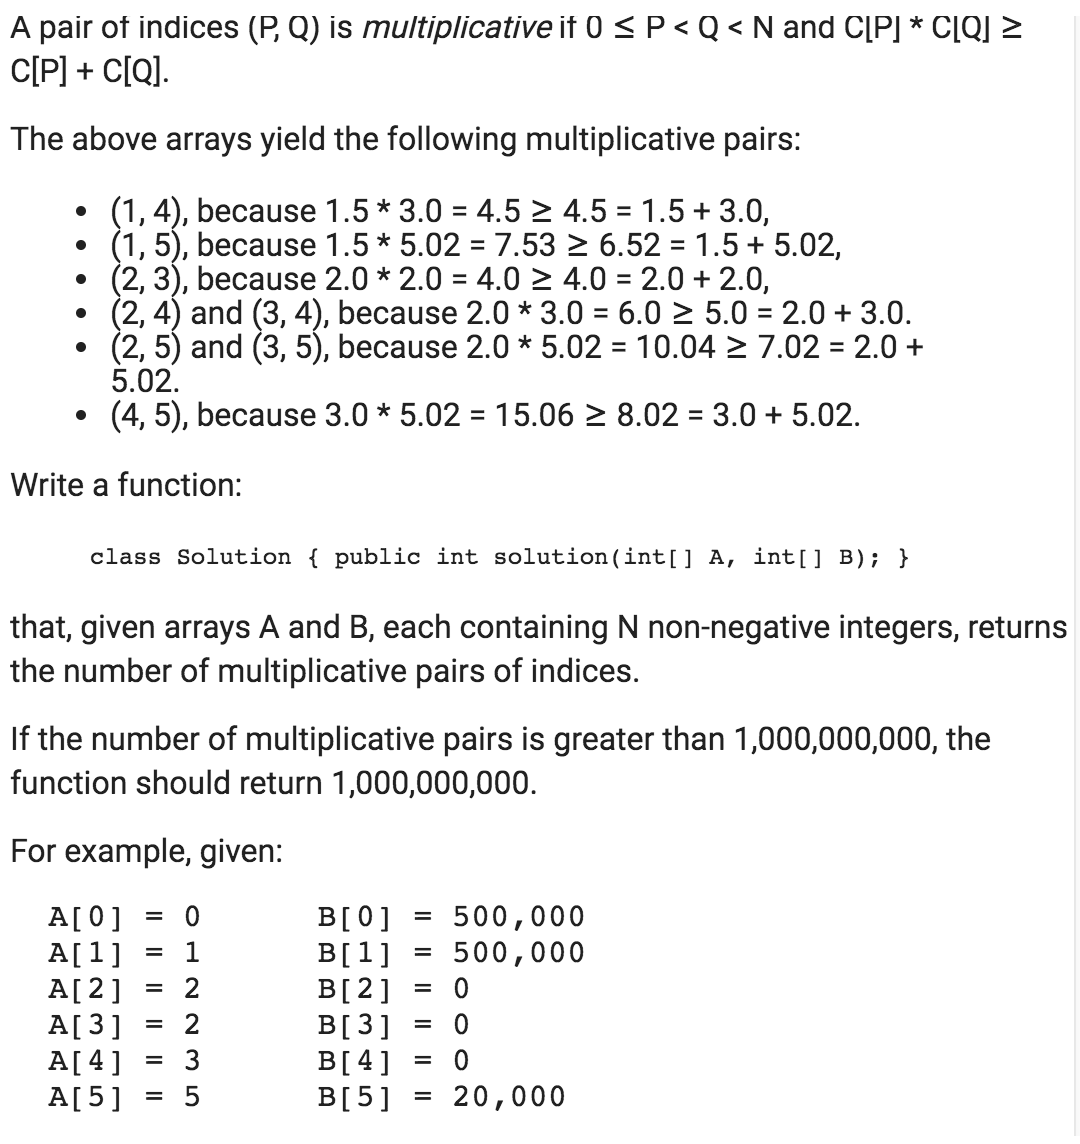 A pair of indices (P, Q) is multiplicative if 0 ≤ P < Q < N and C[P] * C[Q] ≥
C[P] + C[Q].
The above arrays yield the following multiplicative pairs:
• (1, 4), because 1.5 * 3.0 = 4.5 ≥ 4.5 = 1.5 + 3.0,
• (1, 5), because 1.5 * 5.02 = 7.53 ≥ 6.52 = 1.5 + 5.02,
• (2, 3), because 2.0 * 2.0 = 4.0 ≥ 4.0 = 2.0 + 2.0,
• (2, 4) and (3, 4), because 2.0 * 3.0 = 6.0 ≥ 5.0 = 2.0 + 3.0.
• (2, 5) and (3, 5), because 2.0 * 5.02 = 10.04 ≥ 7.02 = 2.0 +
5.02.
• (4, 5), because 3.0 * 5.02 = 15.06 ≥ 8.02 = 3.0 + 5.02.
Write a function:
class Solution { public int solution(int[] A, int[] B); }
that, given arrays A and B, each containing N non-negative integers, returns
the number of multiplicative pairs of indices.
If the number of multiplicative pairs is greater than 1,000,000,000, the
function should return 1,000,000,000.
For example, given:
A[0] = 0 B[0] = 500,000
A[1] = 1 B[1] = 500,000
A[2] = 2 B[2] = 0
A[3] = 2 B[3] = 0
A[4] = 3 B[4] = 0
A[5] = 5 B[5] = 20,000